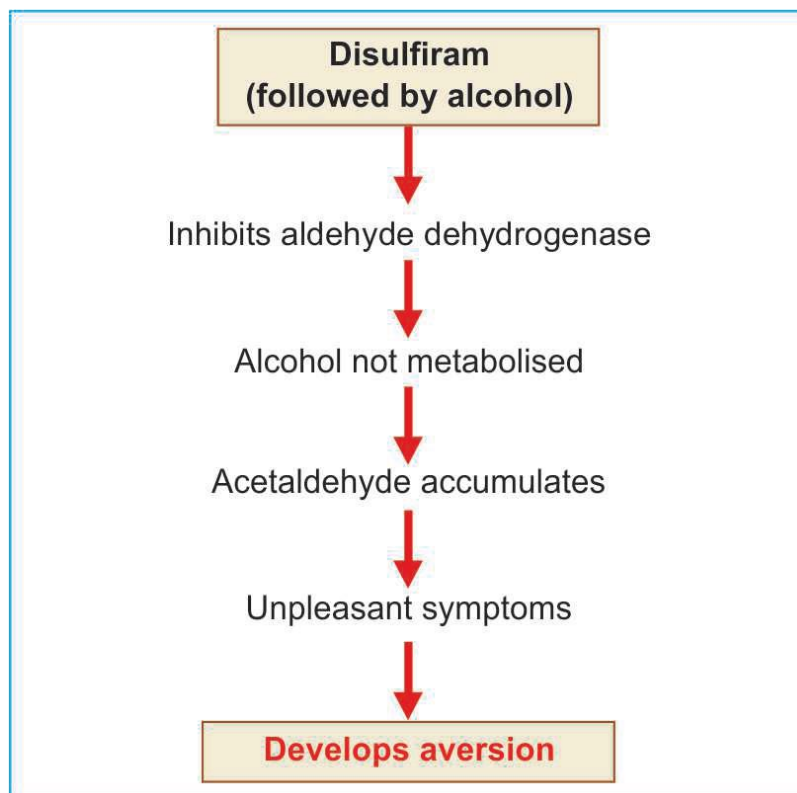 Disulfiram
(followed by alcohol)
Inhibits aldehyde dehydrogenase
Alcohol not metabolised
Acetaldehyde accumulates
Unpleasant symptoms
Develops aversion